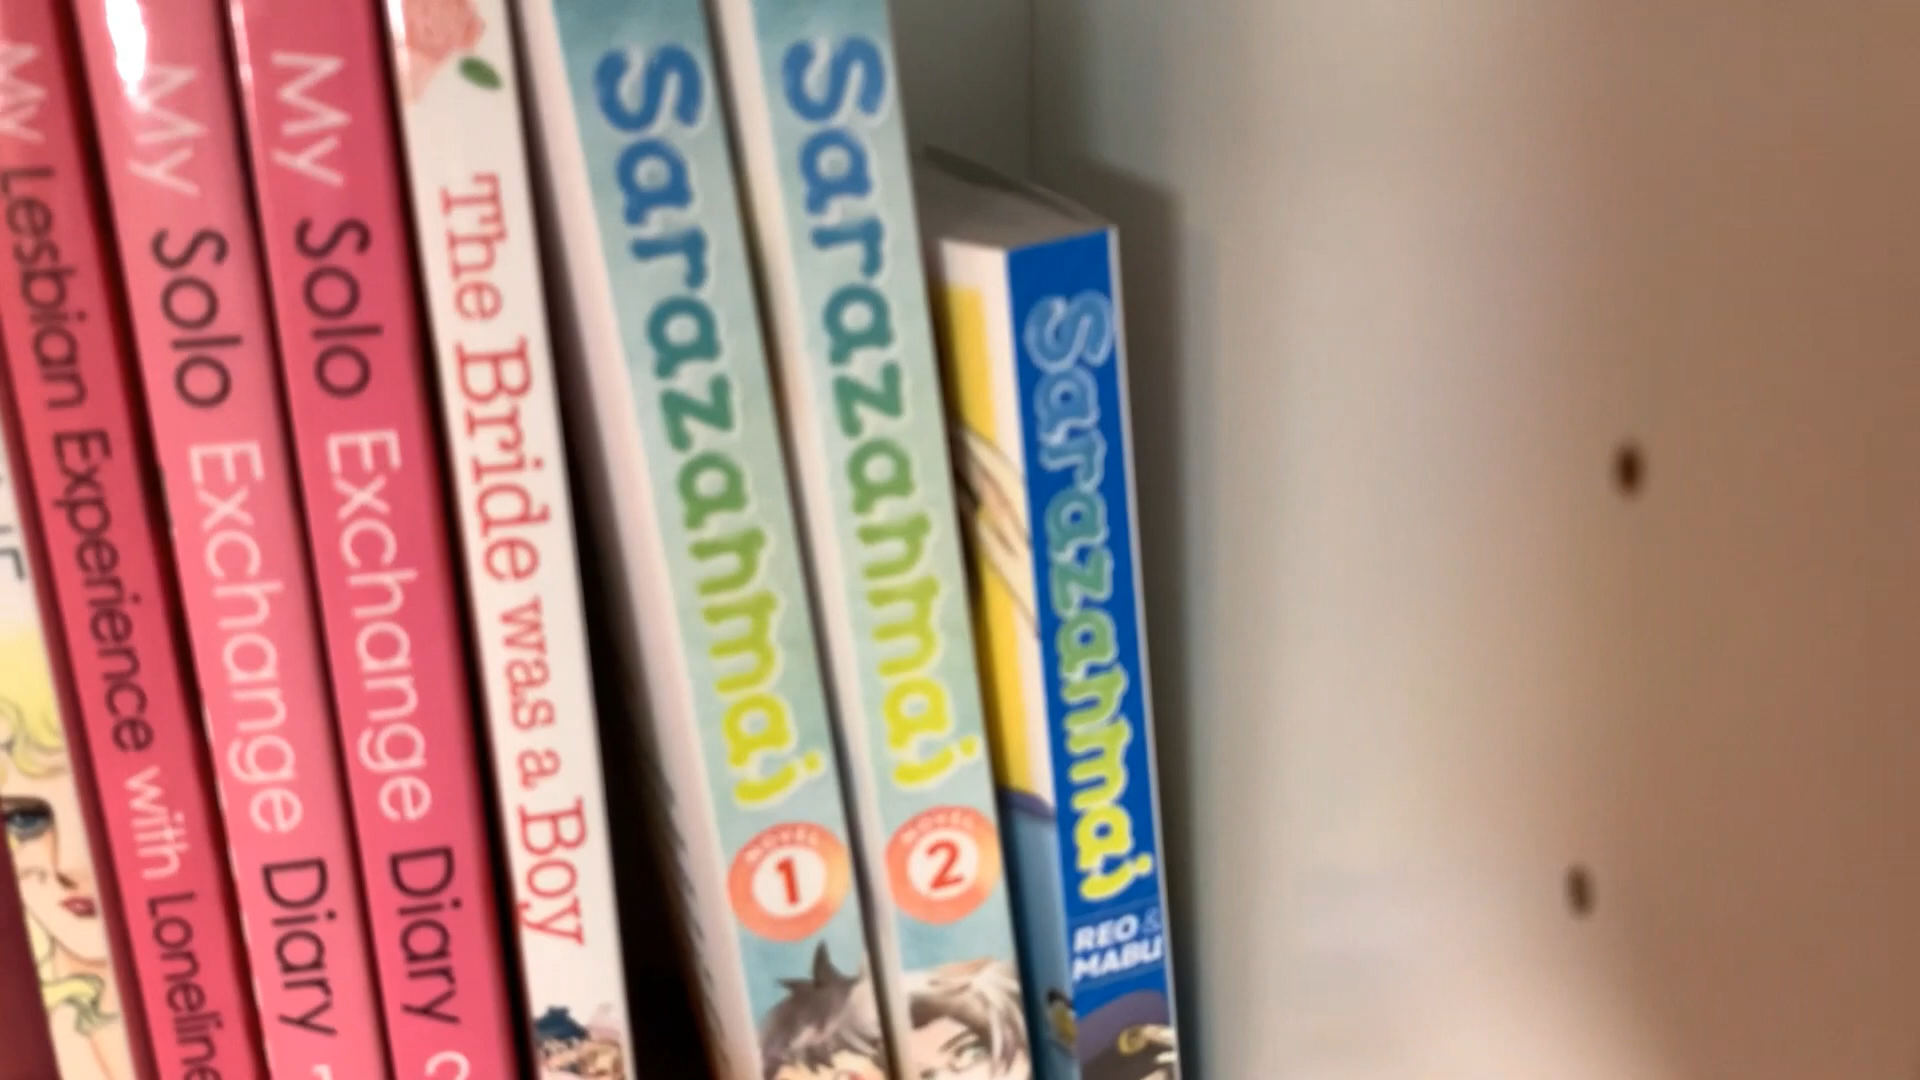 My Lesbian Experience with
My Solo Exchange Diary
My Solo Exchange Diary
The Bride was a Boy
Sarazanmai
NOVEL
1
Sarazanmai
NOVEL
2
Sarazanmai
REO &
MABU